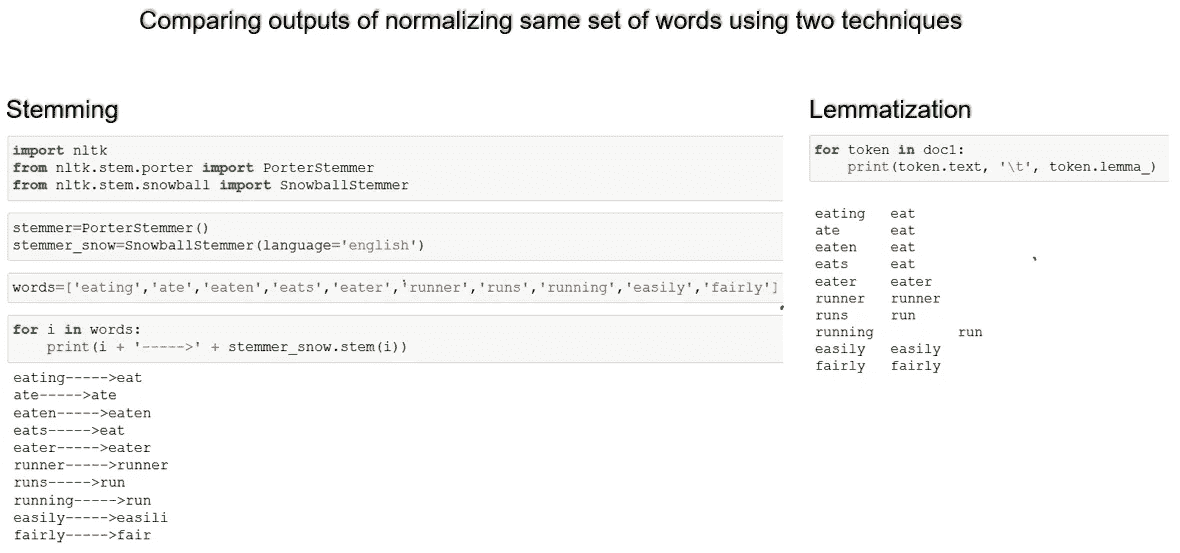 Comparing outputs of normalizing same set of words using two techniques
Stemming
import nltk
from nltk.stem.porter import PorterStemmer
from nltk.stem.snowball import SnowballStemmer
stemmer=PorterStemmer()
stemmer_snow=SnowballStemmer(language='english')
words=['eating','ate','eaten','eats','eater','runner','runs','running','easily','fairly']
for i in words:
    print(i + '----->' + stemmer_snow.stem(i))
eating----->eat
ate----->ate
eaten----->eaten
eats----->eat
eater----->eater
runner----->runner
runs----->run
running----->run
easily----->easili
fairly----->fair
Lemmatization
for token in doc1:
    print(token.text, '\t', token.lemma_)
eating eat
ate eat
eaten eat
eats eat
eater eater
runner runner
runs run
running run
easily easily
fairly fairly